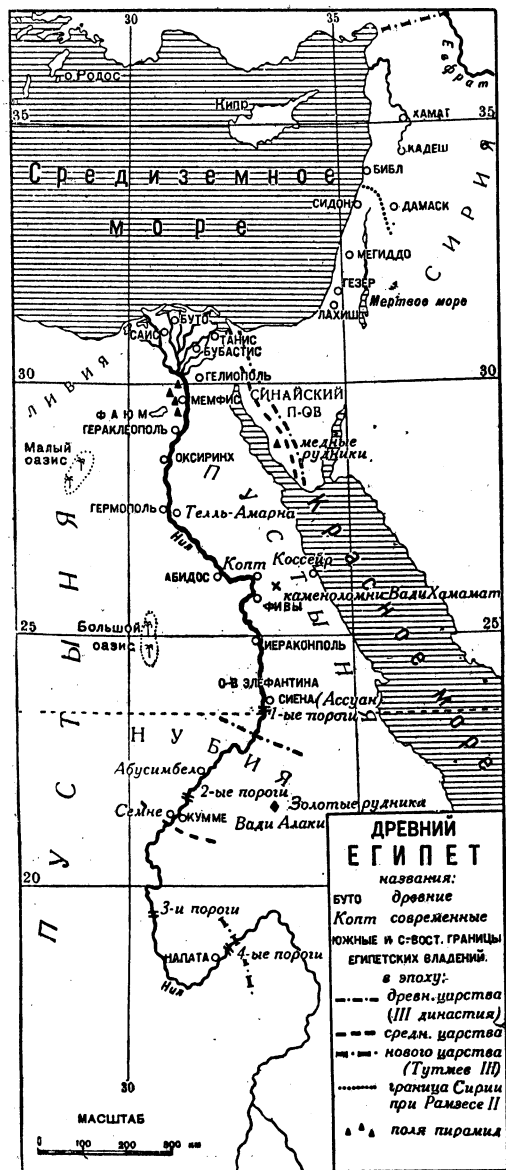 30
35
Родос
Евфрат
Кипр
35
35
ХАМАТ
КАДЕШ
БИБЛ
Средиземное
море
СИДОН
ДАМАСК
СИРИЯ
МЕГИДДО
ГЕЗЕР
Мертвое море
ЛАХИШ
БУТО
САИС
ТАНИС
БУБАСТИС
30
30
ГЕЛИОПОЛЬ
ЛИВИЯ
СИНАЙСКИЙ
П-ОВ
МЕМФИС
ФАЮМ
медные
рудники
ГЕРАКЛЕОПОЛЬ
Малый
оазис
ОКСИРИНХ
ГЕРМОПОЛЬ
Телль-Амарна
Нил
ПУСТЫНЯ
ПУСТЫНЬ
Красное море
Копт
Коссейр
АБИДОС
каменоломни Вади Хамамат
ФИВЫ
Большой
оазис
25
25
ИЕРАКОНПОЛЬ
О-В ЭЛЕФАНТИНА
СИЕНА (Ассуан)
1-ые пороги
НУБИЯ
Абусимбел
2-ые пороги
Семне
КУММЕ
Золотые рудники
Вади Алаки
20
3-и пороги
НАПАТА
4-ые пороги
Нил
30
МАСШТАБ
0 100 200 300 км
ДРЕВНИЙ
ЕГИПЕТ
названия:
БУТО древние
Копт современные
ЮЖНЫЕ И С-ВОСТ. ГРАНИЦЫ
ЕГИПЕТСКИХ ВЛАДЕНИЙ.
в эпоху:
древн. царства
(III династия)
средн. царства
нового царства
(Тутмев III)
граница Сирии
при Рамзесе II
поля пирамид